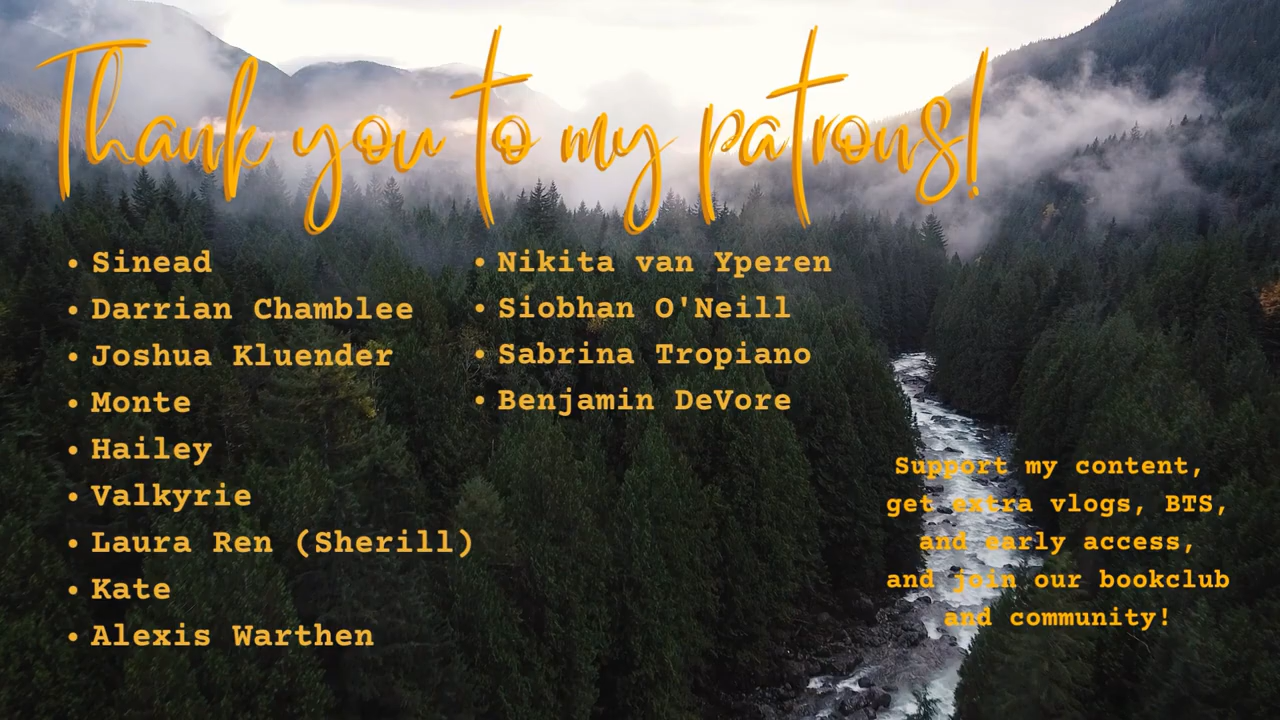 Thank you to my patrons!
• Sinead
• Darrian Chamblee
• Joshua Kluender
• Monte
• Hailey
• Valkyrie
• Laura Ren (Sherill)
• Kate
• Alexis Warthen
• Nikita van Yperen
• Siobhan O'Neill
• Sabrina Tropiano
• Benjamin DeVore
Support my content,
get extra vlogs, BTS,
and early access,
and join our bookclub
and community!